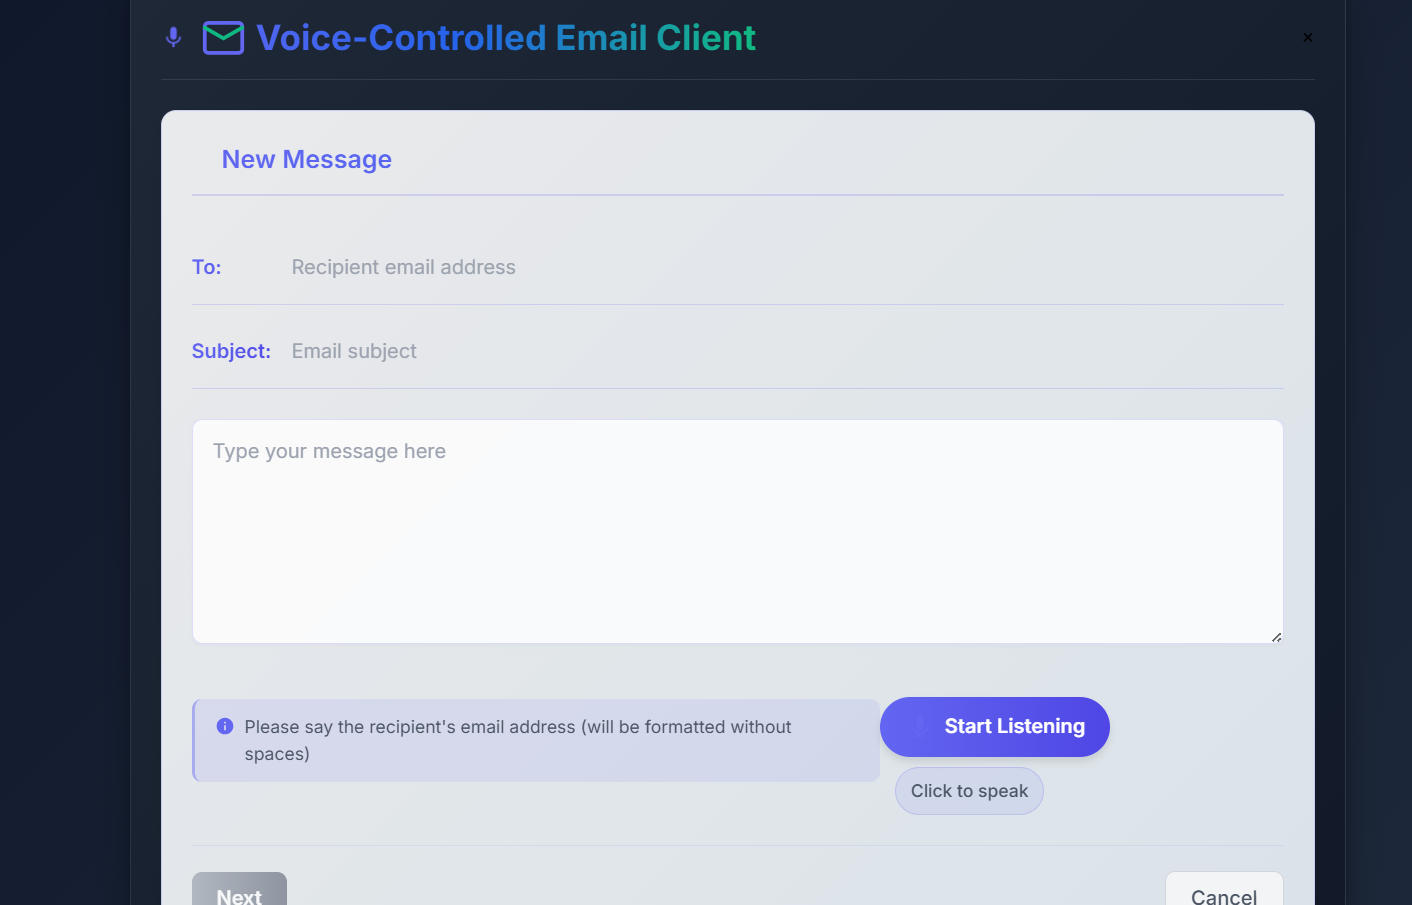 Voice-Controlled Email Client
×
New Message
To: Recipient email address
Subject: Email subject
Type your message here
Please say the recipient's email address (will be formatted without
spaces)
Start Listening
Click to speak
Next
Cancel